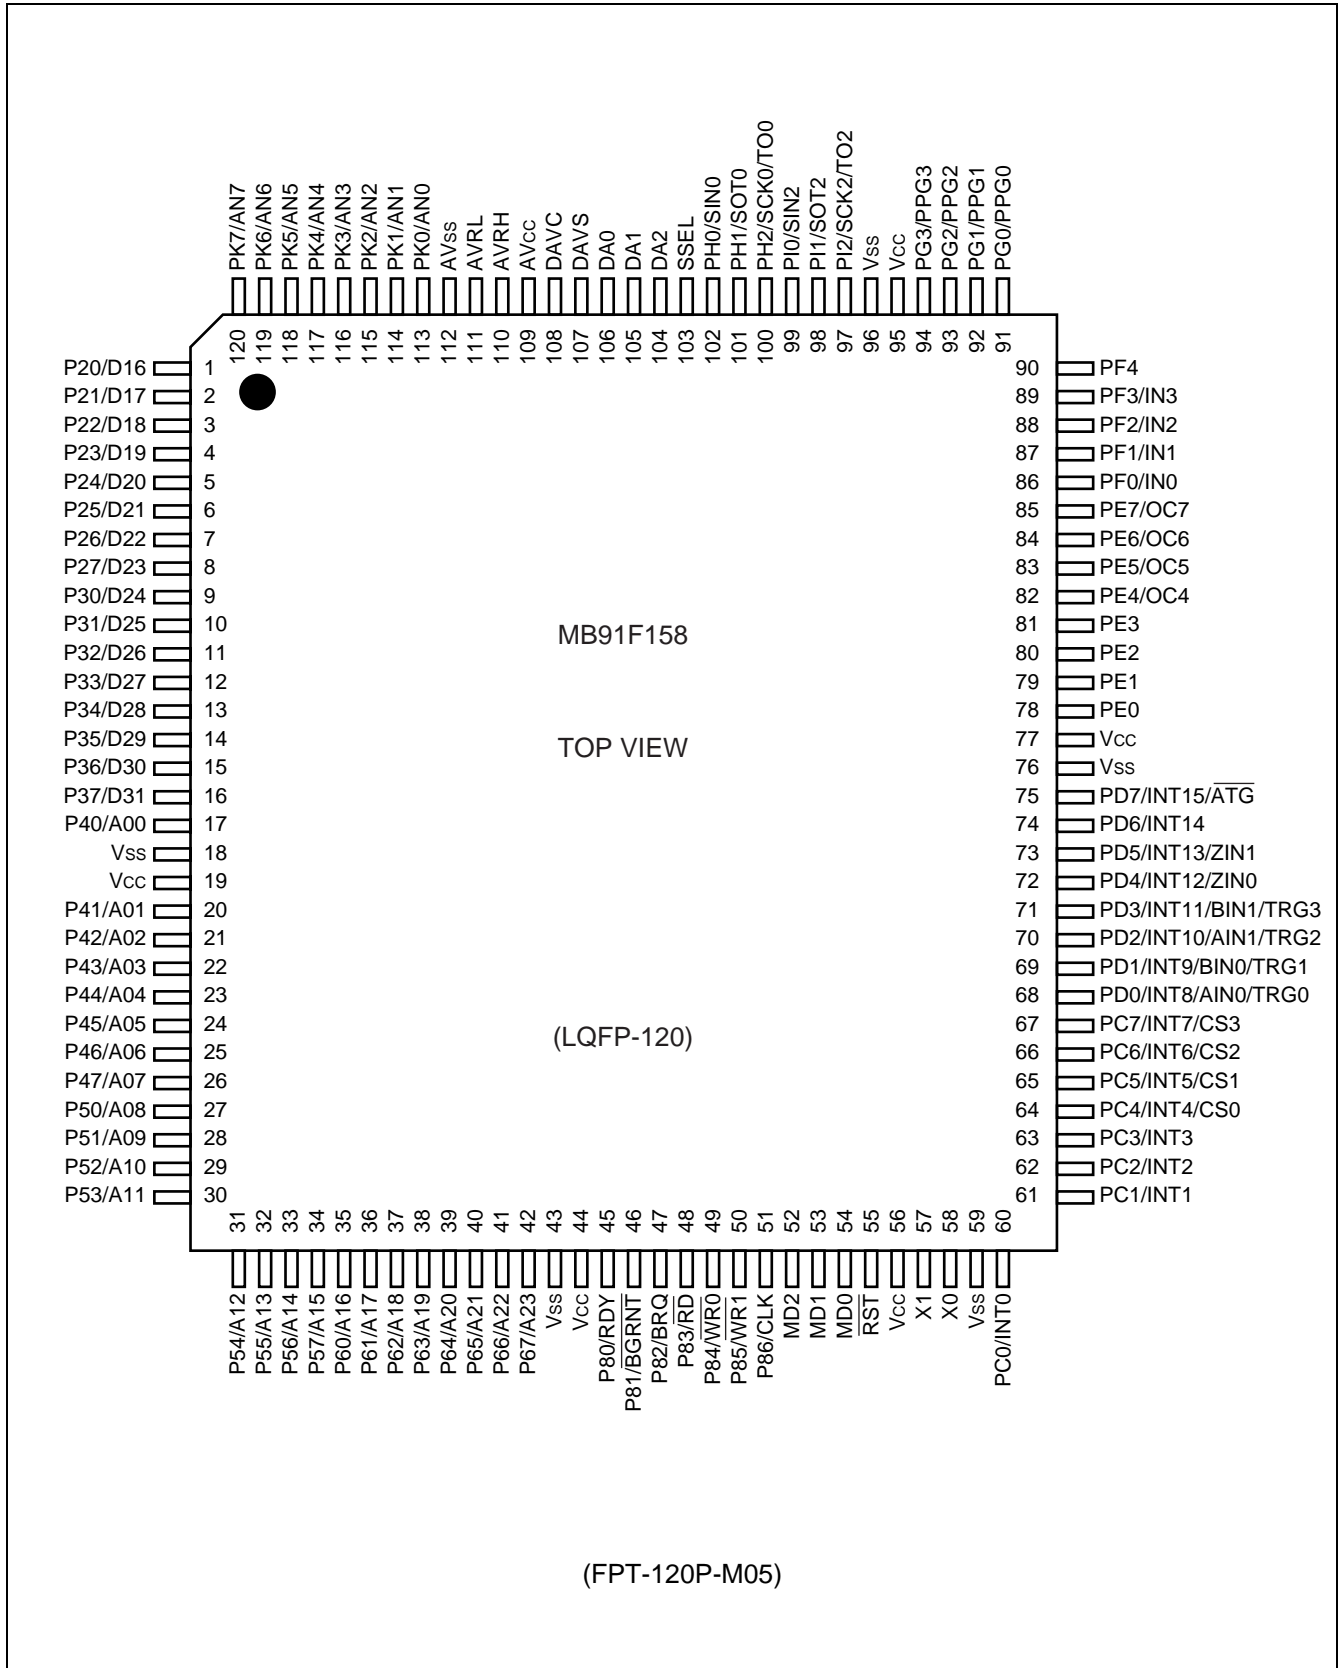 PK7/AN7
PK6/AN6
PK5/AN5
PK4/AN4
PK3/AN3
PK2/AN2
PK1/AN1
PK0/AN0
AVss
AVRL
AVRH
AVcc
DAVC
DAVS
DA0
DA1
DA2
SSEL
PH0/SIN0
PH1/SOT0
PH2/SCK0/TO0
PI0/SIN2
PI1/SOT2
PI2/SCK2/TO2
Vss
Vcc
PG3/PPG3
PG2/PPG2
PG1/PPG1
PG0/PPG0
120
119
118
117
116
115
114
113
112
111
110
109
108
107
106
105
104
103
102
101
100
99
98
97
96
95
94
93
92
91
P20/D16 1
P21/D17 2
P22/D18 3
P23/D19 4
P24/D20 5
P25/D21 6
P26/D22 7
P27/D23 8
P30/D24 9
P31/D25 10
P32/D26 11
P33/D27 12
P34/D28 13
P35/D29 14
P36/D30 15
P37/D31 16
P40/A00 17
Vss 18
Vcc 19
P41/A01 20
P42/A02 21
P43/A03 22
P44/A04 23
P45/A05 24
P46/A06 25
P47/A07 26
P50/A08 27
P51/A09 28
P52/A10 29
P53/A11 30
MB91F158
TOP VIEW
(LQFP-120)
90 PF4
89 PF3/IN3
88 PF2/IN2
87 PF1/IN1
86 PF0/IN0
85 PE7/OC7
84 PE6/OC6
83 PE5/OC5
82 PE4/OC4
81 PE3
80 PE2
79 PE1
78 PE0
77 Vcc
76 Vss
75 PD7/INT15/ATG
74 PD6/INT14
73 PD5/INT13/ZIN1
72 PD4/INT12/ZIN0
71 PD3/INT11/BIN1/TRG3
70 PD2/INT10/AIN1/TRG2
69 PD1/INT9/BIN0/TRG1
68 PD0/INT8/AIN0/TRG0
67 PC7/INT7/CS3
66 PC6/INT6/CS2
65 PC5/INT5/CS1
64 PC4/INT4/CS0
63 PC3/INT3
62 PC2/INT2
61 PC1/INT1
31
32
33
34
35
36
37
38
39
40
41
42
43
44
45
46
47
48
49
50
51
52
53
54
55
56
57
58
59
60
P54/A12
P55/A13
P56/A14
P57/A15
P60/A16
P61/A17
P62/A18
P63/A19
P64/A20
P65/A21
P66/A22
P67/A23
Vss
Vcc
P80/RDY
P81/BGRNT
P82/BRQ
P83/RD
P84/WR0
P85/WR1
P86/CLK
MD2
MD1
MD0
RST
Vcc
X1
X0
Vss
PC0/INT0
(FPT-120P-M05)